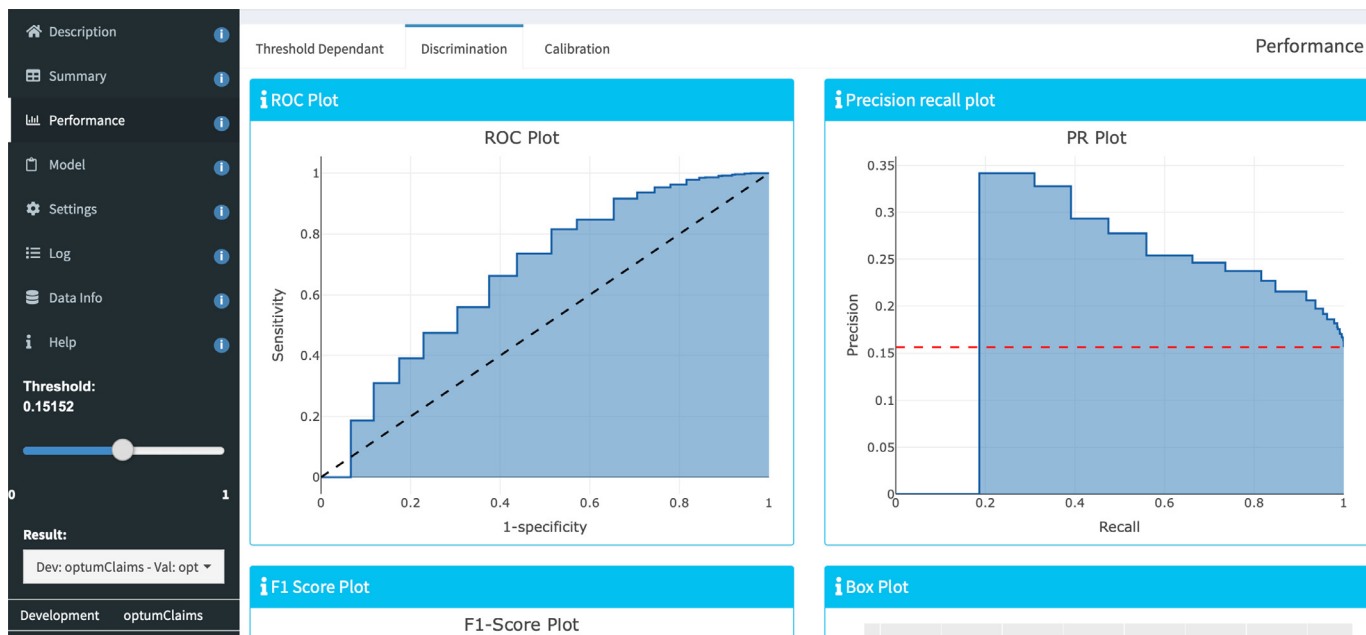 Description
Summary
Performance
Model
Settings
Log
Data Info
Help
Threshold:
0.15152
0 1
Result:
Dev: optumClaims - Val: opt
Development optumClaims
Threshold Dependant Discrimination Calibration Performance
ROC Plot
ROC Plot
1
0.8
0.6
0.4
0.2
0
0 0.2 0.4 0.6 0.8 1
Sensitivity
1-specificity
Precision recall plot
PR Plot
0.35
0.3
0.25
0.2
0.15
0.1
0.05
0
0 0.2 0.4 0.6 0.8 1
Precision
Recall
F1 Score Plot
F1-Score Plot
Box Plot